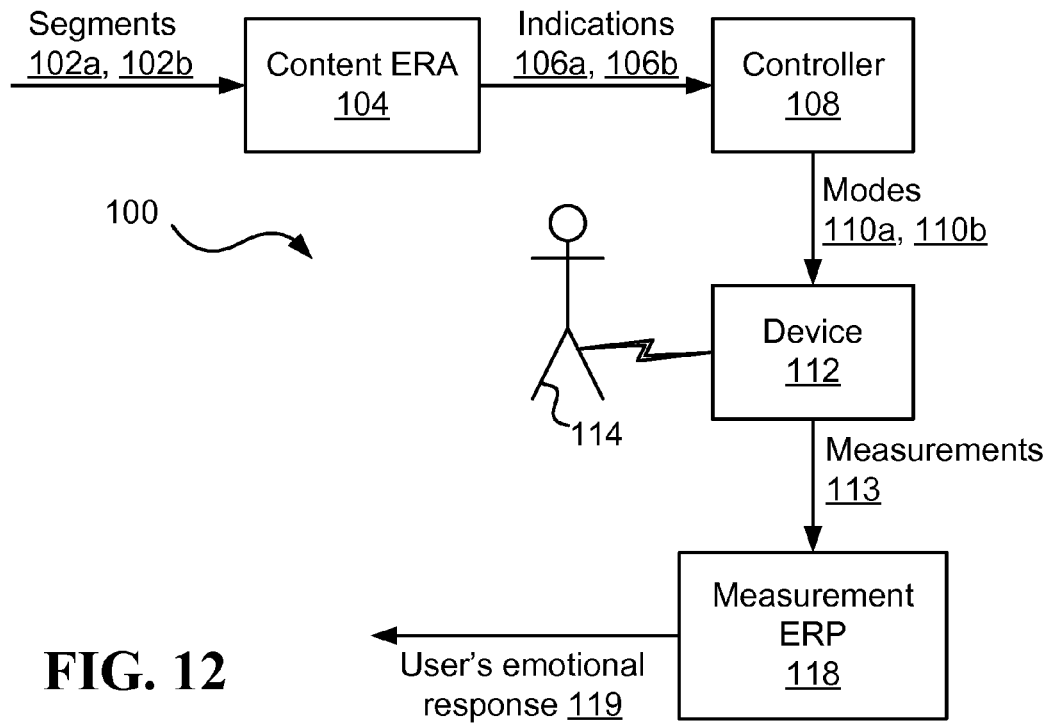 Segments
102a, 102b
Content ERA
104
Indications
106a, 106b
Controller
108
100
Modes
110a, 110b
Device
112
114
Measurements
113
Measurement
ERP
118
User's emotional
response 119
FIG. 12